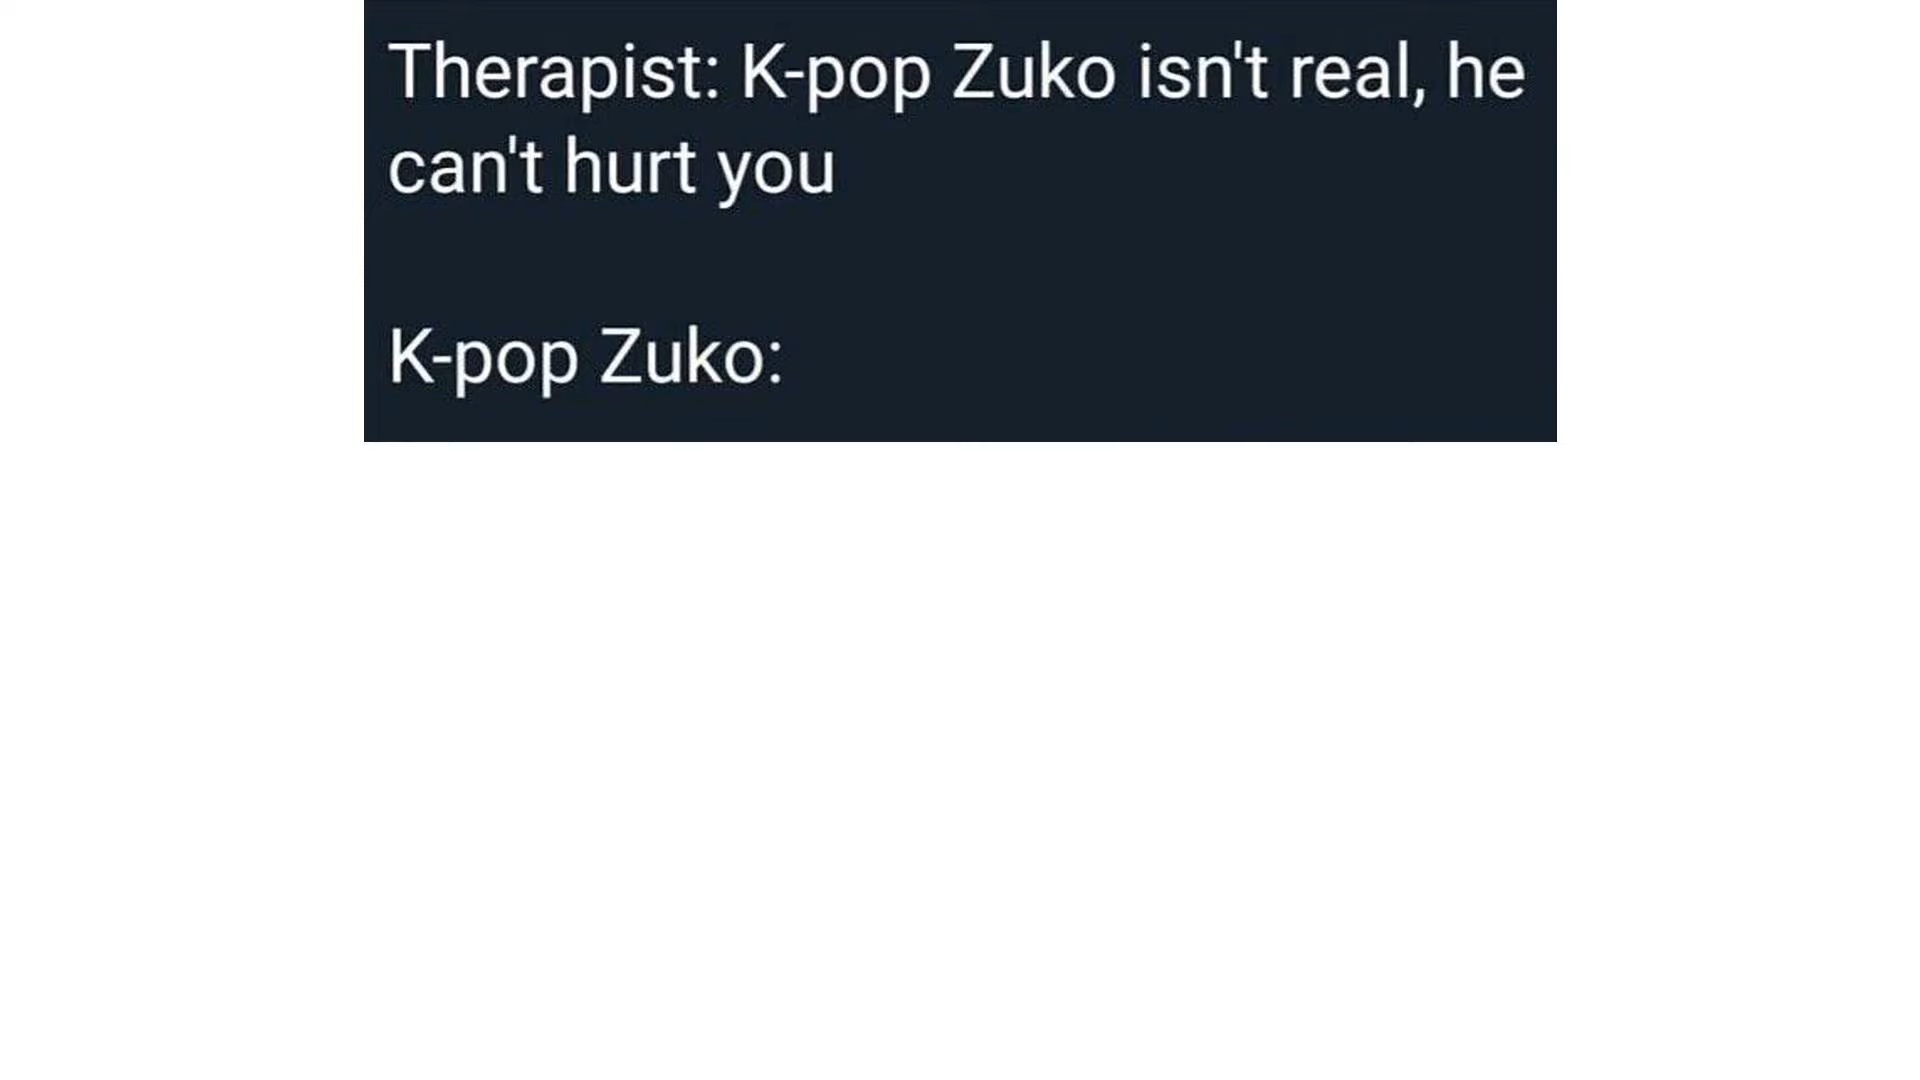 Therapist: K-pop Zuko isn't real, he
can't hurt you
K-pop Zuko: